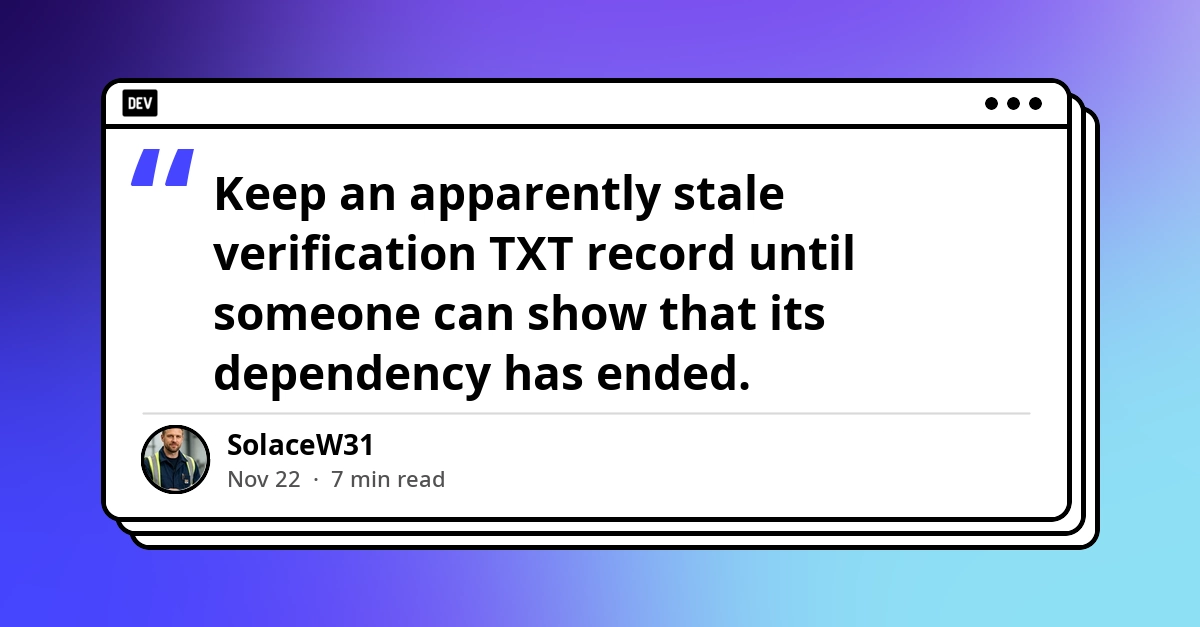 DEV
“Keep an apparently stale
verification TXT record until
someone can show that its
dependency has ended.
SolaceW31
Nov 22 · 7 min read